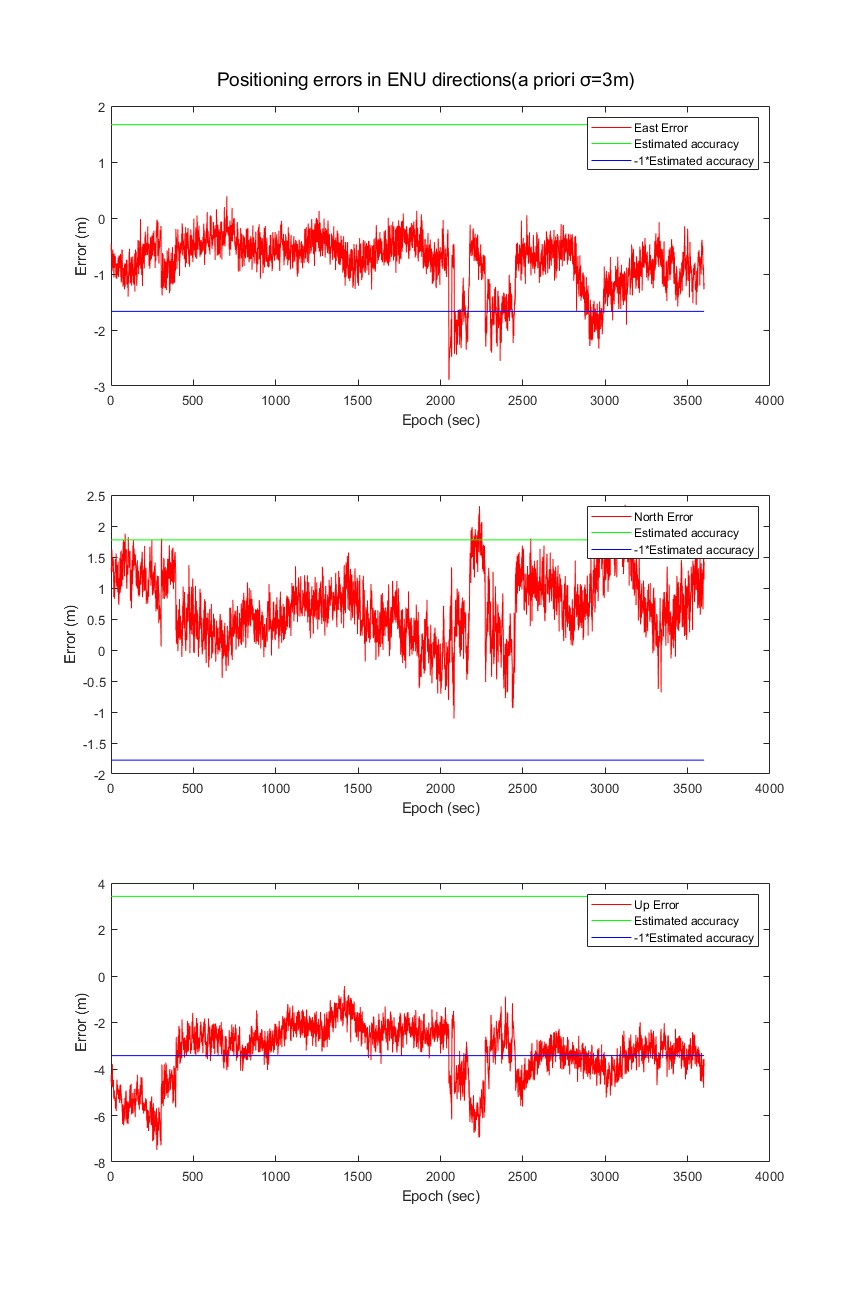 Positioning errors in ENU directions(a priori σ=3m)
2
1
0
-1
-2
-3
Error (m)
East Error
Estimated accuracy
-1*Estimated accuracy
0 500 1000 1500 2000 2500 3000 3500 4000
Epoch (sec)
2.5
2
1.5
1
0.5
0
-0.5
-1
-1.5
-2
Error (m)
North Error
Estimated accuracy
-1*Estimated accuracy
0 500 1000 1500 2000 2500 3000 3500 4000
Epoch (sec)
4
2
0
-2
-4
-6
-8
Error (m)
Up Error
Estimated accuracy
-1*Estimated accuracy
0 500 1000 1500 2000 2500 3000 3500 4000
Epoch (sec)